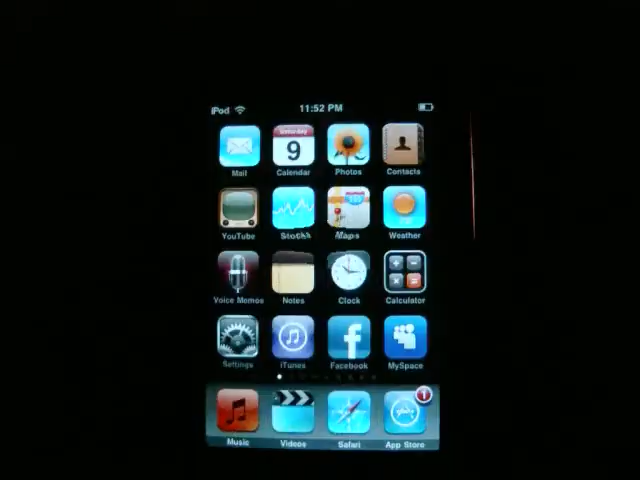 iPod 11:52 PM
Saturday
9
Mail Calendar Photos Contacts
YouTube Stocks Maps Weather
Voice Memos Notes Clock Calculator
Settings iTunes Facebook MySpace
1
Music Videos Safari App Store